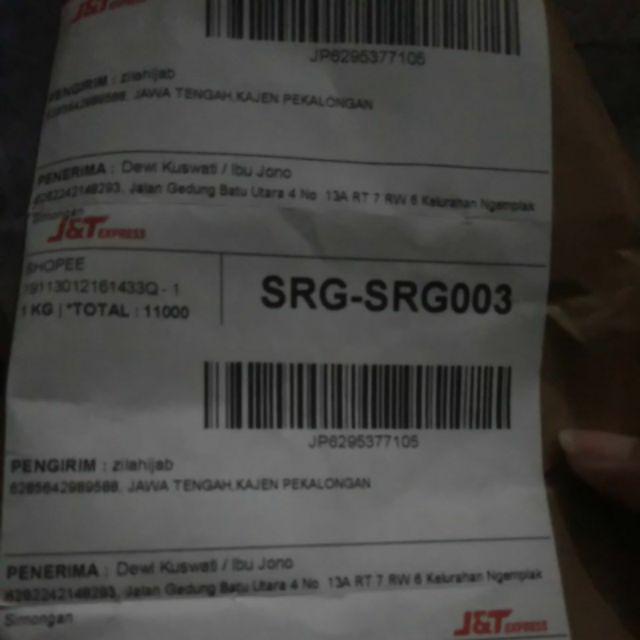 J&T EXPRESS
JP6295377105
PENGIRIM : zilahijab
6285642989588, JAWA TENGAH,KAJEN PEKALONGAN
PENERIMA : Dewi Kuswati / Ibu Jono
6282242148293, Jalan Gedung Batu Utara 4 No 13A RT 7 RW 6 Kelurahan Ngemplak
Simongan
J&T EXPRESS
SHOPEE
19113012161433Q - 1
1 KG | *TOTAL : 11000
SRG-SRG003
JP6295377105
PENGIRIM : zilahijab
6285642989588, JAWA TENGAH,KAJEN PEKALONGAN
PENERIMA : Dewi Kuswati / Ibu Jono
6282242148293, Jalan Gedung Batu Utara 4 No 13A RT 7 RW 6 Kelurahan Ngemplak
Simongan
J&T EXPRESS